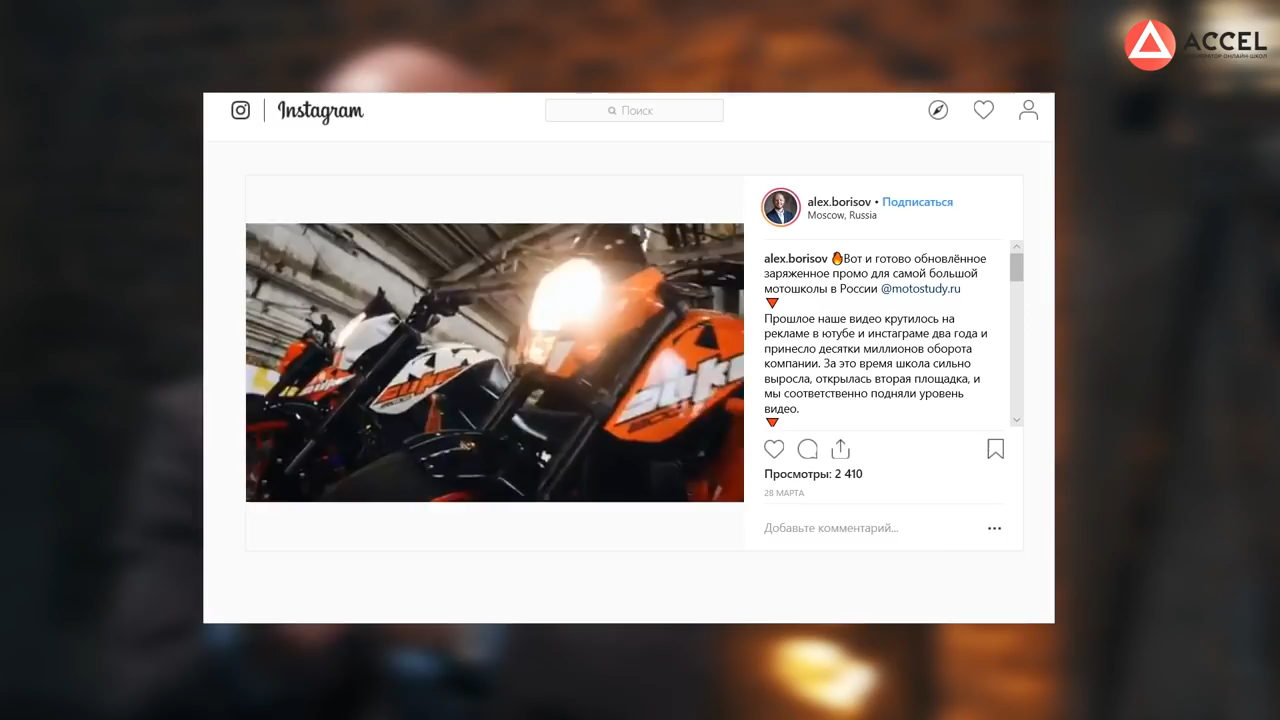 ACCEL
Instagram
Поиск
alex.borisov • Подписаться
Moscow, Russia
alex.borisov 🔥Вот и готово обновлённое
заряженное промо для самой большой
мотошколы в России @motostudy.ru
🔻
Прошлое наше видео крутилось на
рекламе в ютубе и инстаграме два года и
принесло десятки миллионов оборота
компании. За это время школа сильно
выросла, открылась вторая площадка, и
мы соответственно подняли уровень
видео.
🔻
Просмотры: 2 410
28 МАРТА
Добавьте комментарий...